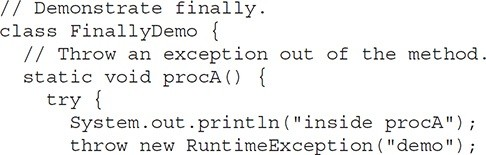 // Demonstrate finally.
class FinallyDemo {
  // Throw an exception out of the method.
  static void procA() {
    try {
      System.out.println("inside procA");
      throw new RuntimeException("demo");